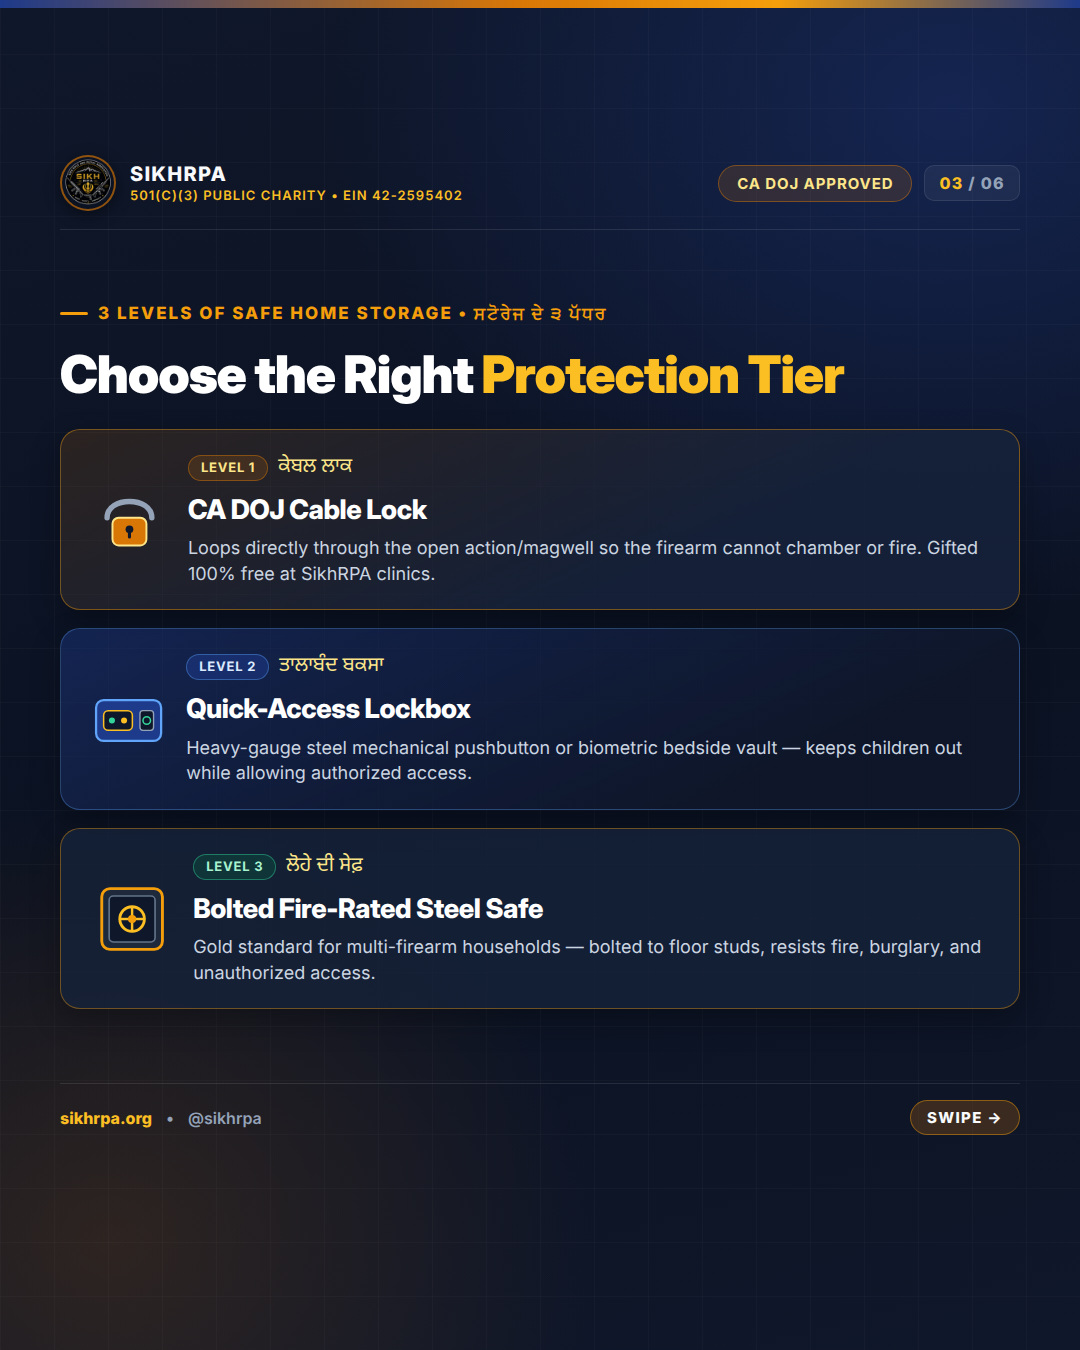 SIKH
RPA
SIKHRPA
501(C)(3) PUBLIC CHARITY • EIN 42-2595402
CA DOJ APPROVED
03 / 06
3 LEVELS OF SAFE HOME STORAGE • ਸਟੋਰੇਜ ਦੇ ੩ ਪੱਧਰ
Choose the Right Protection Tier
LEVEL 1 ਕੇਬਲ ਲਾਕ
CA DOJ Cable Lock
Loops directly through the open action/magwell so the firearm cannot chamber or fire. Gifted
100% free at SikhRPA clinics.
LEVEL 2 ਤਾਲਾਬੰਦ ਬਕਸਾ
Quick-Access Lockbox
Heavy-gauge steel mechanical pushbutton or biometric bedside vault — keeps children out
while allowing authorized access.
LEVEL 3 ਲੋਹੇ ਦੀ ਸੇਫ਼
Bolted Fire-Rated Steel Safe
Gold standard for multi-firearm households — bolted to floor studs, resists fire, burglary, and
unauthorized access.
sikhrpa.org • @sikhrpa
SWIPE →